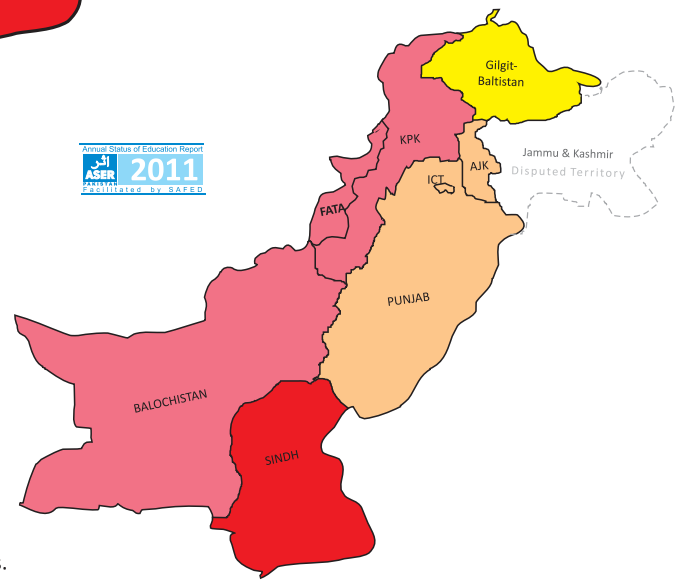 Gilgit-
Baltistan
KPK
Jammu & Kashmir
Disputed Territory
AJK
ICT
FATA
Annual Status of Education Report
اثر
ASER
PAKISTAN
2011
Facilitated by SAFED
PUNJAB
BALOCHISTAN
SINDH
s.